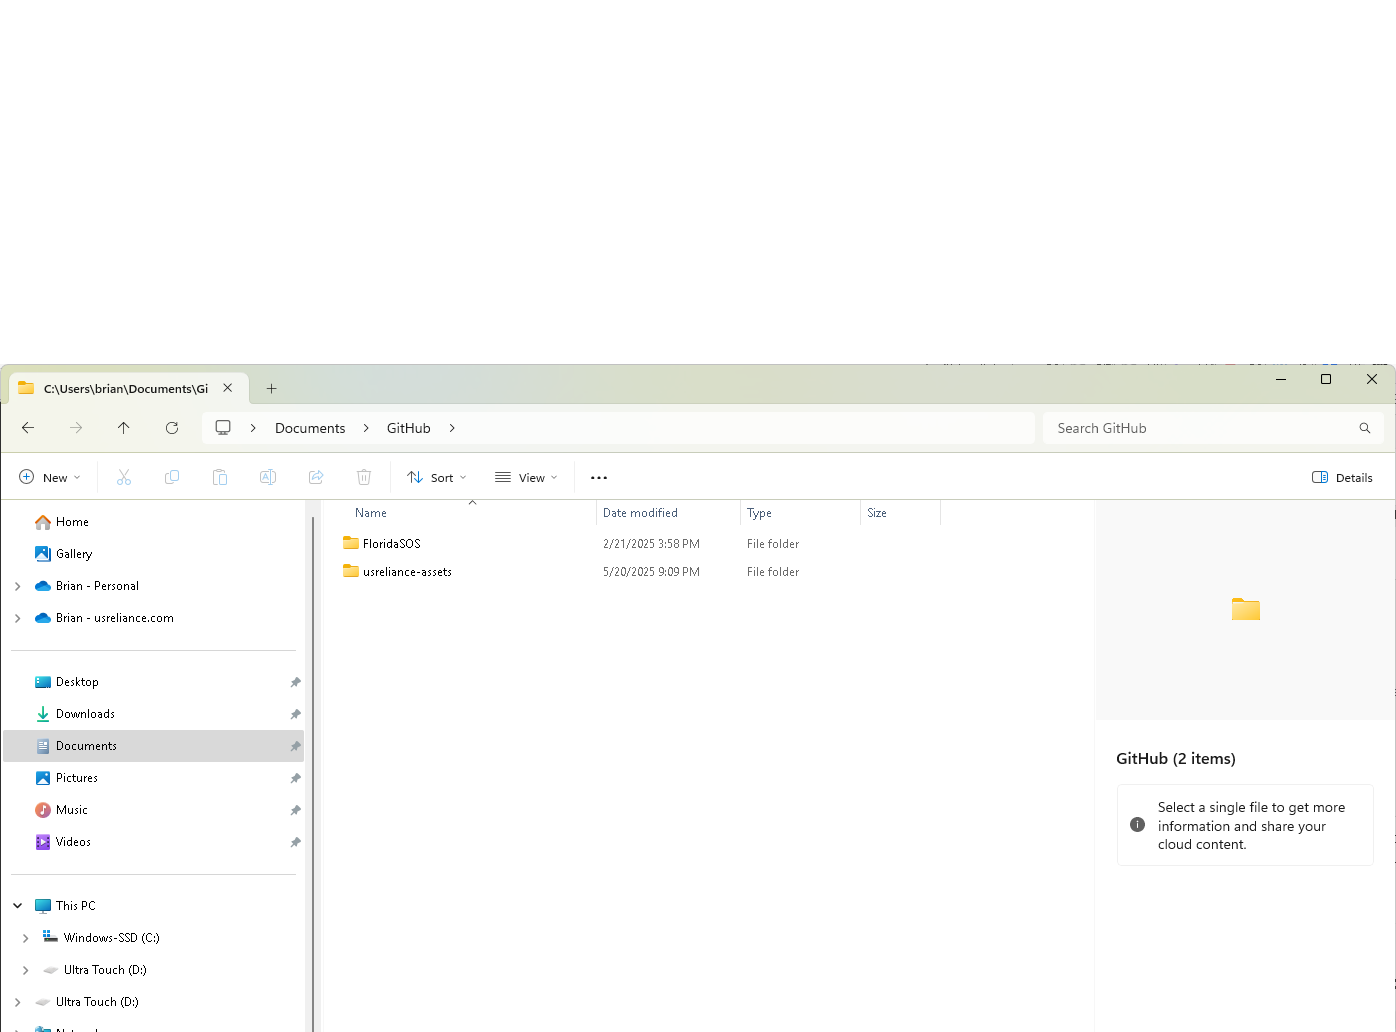 C:\Users\brian\Documents\Gi
Documents
GitHub
Search GitHub
New
Sort
View
Details
Home
Gallery
Brian - Personal
Brian - usreliance.com
Desktop
Downloads
Documents
Pictures
Music
Videos
This PC
Windows-SSD (C:)
Ultra Touch (D:)
Ultra Touch (D:)
Name Date modified Type Size
FloridaSOS 2/21/2025 3:58 PM File folder
usreliance-assets 5/20/2025 9:09 PM File folder
GitHub (2 items)
Select a single file to get more
information and share your
cloud content.